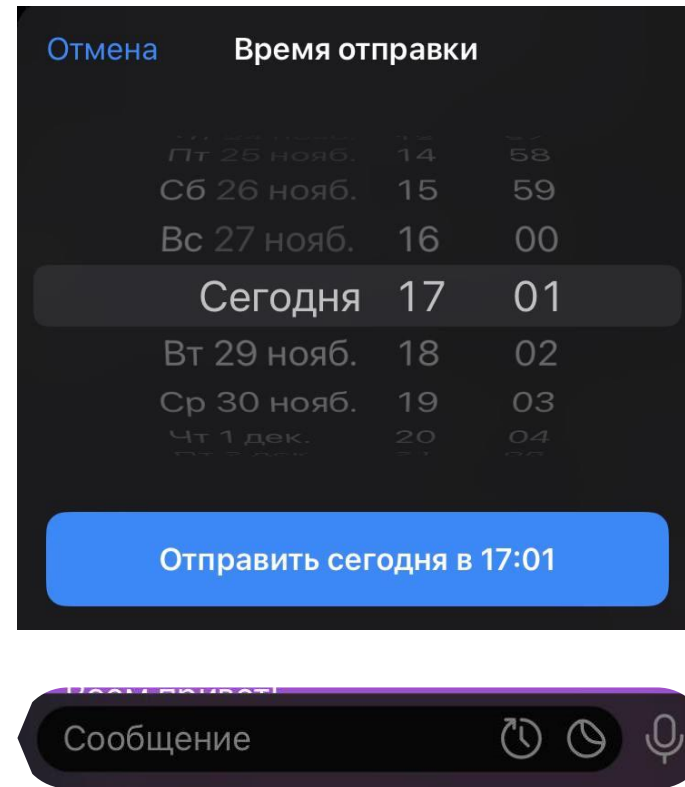 Отмена Время отправки
Пт 25 нояб. 14 58
Сб 26 нояб. 15 59
Вс 27 нояб. 16 00
Сегодня 17 01
Вт 29 нояб. 18 02
Ср 30 нояб. 19 03
Чт 1 дек. 20 04
Отправить сегодня в 17:01
Всем привет!
Сообщение